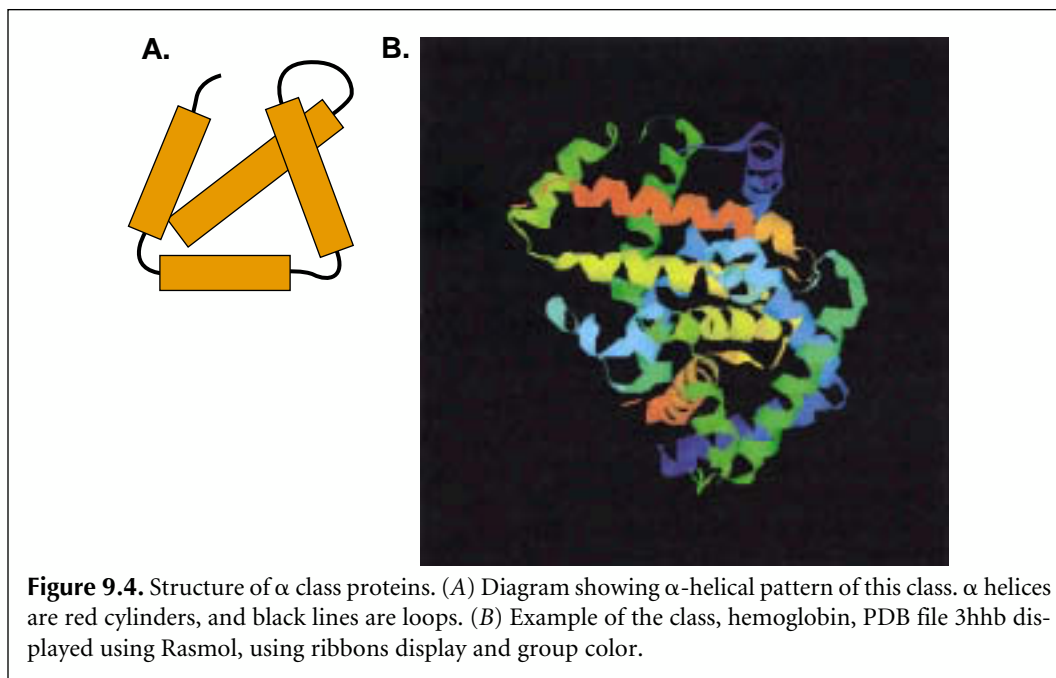 A.
B.
Figure 9.4. Structure of α class proteins. (A) Diagram showing α-helical pattern of this class. α helices
are red cylinders, and black lines are loops. (B) Example of the class, hemoglobin, PDB file 3hhb dis-
played using Rasmol, using ribbons display and group color.